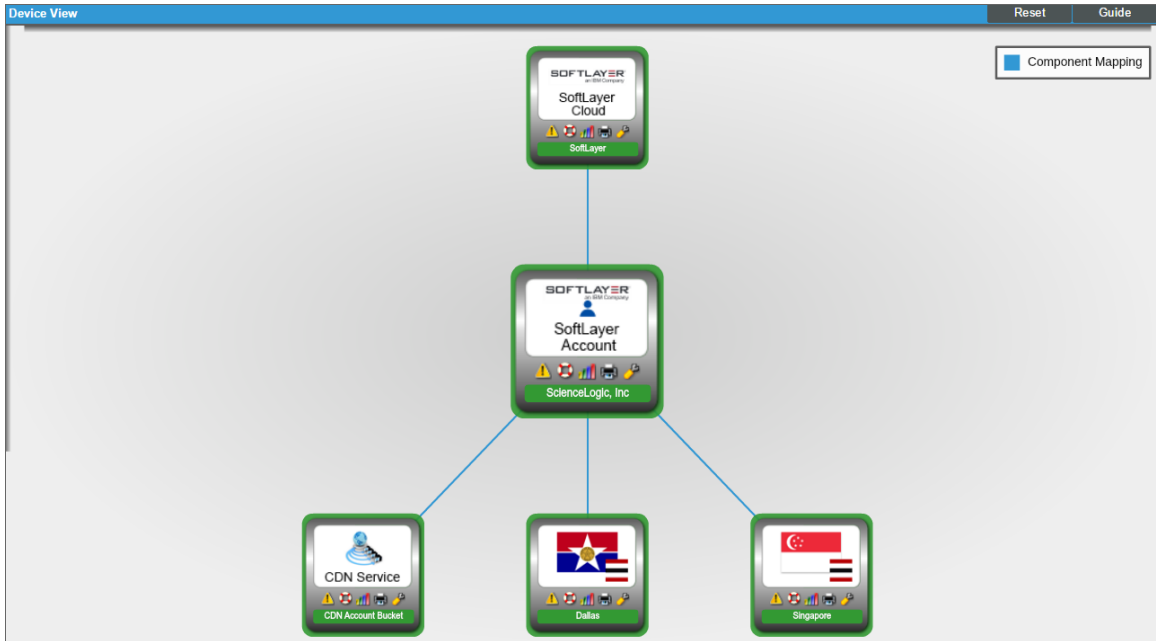 Device View
Reset
Guide
Component Mapping
SOFTLAYER
an IBM Company
SoftLayer
Cloud
SoftLayer
SOFTLAYER
an IBM Company
SoftLayer
Account
ScienceLogic, Inc
CDN Service
CDN Account Bucket
Dallas
Singapore